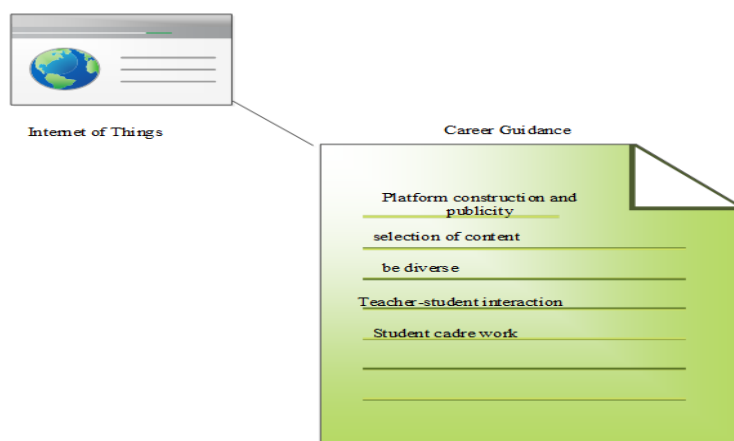 Internet of Things
Career Guidance
Platform construction and
publicity
selection of content
be diverse
Teacher-student interaction
Student cadre work